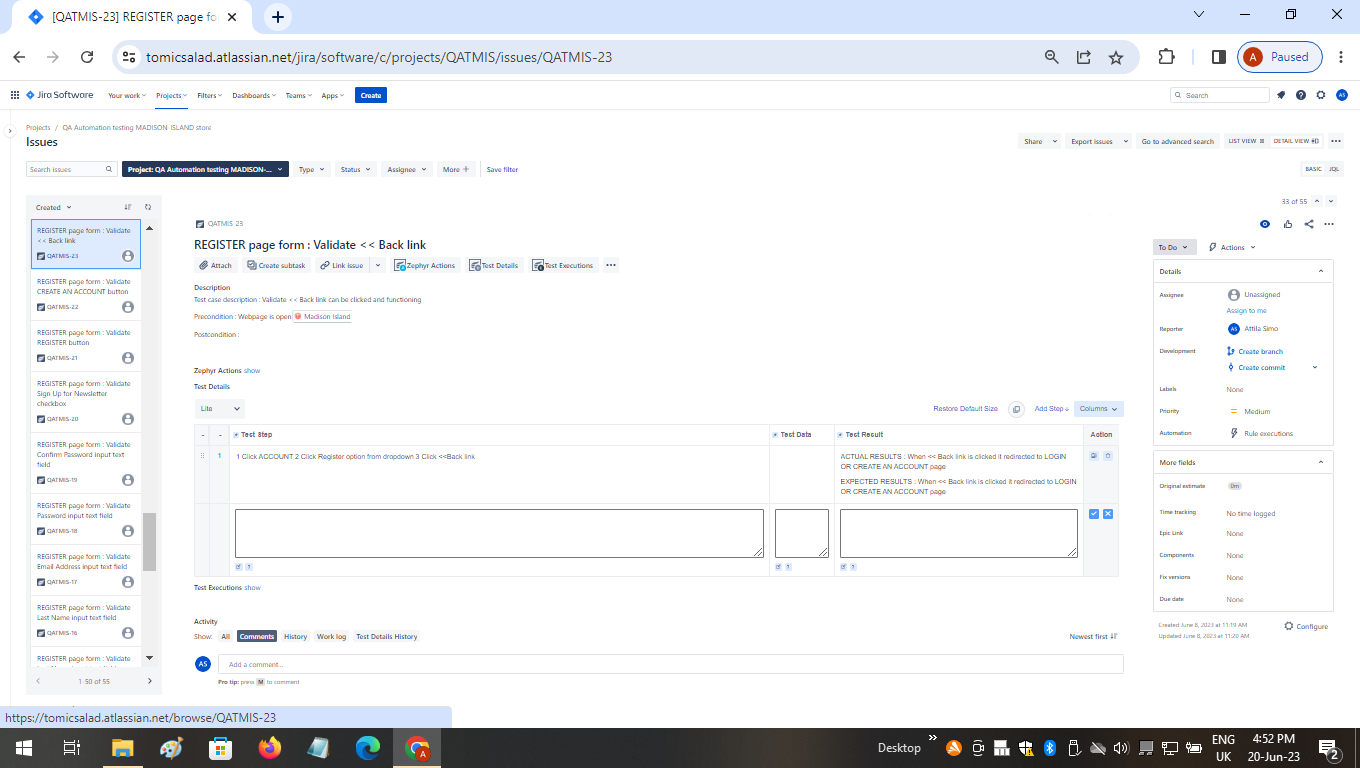 [QATMIS-23] REGISTER page fo
tomicsalad.atlassian.net/jira/software/c/projects/QATMIS/issues/QATMIS-23
A Paused
Jira Software Your work Projects Filters Dashboards Teams Apps Create Search AS
Projects / QA Automation testing MADISON ISLAND store
Issues
Share Export issues Go to advanced search LIST VIEW DETAIL VIEW
Search issues Project: QA Automation testing MADISON-... Type Status Assignee More + Save filter BASIC JQL
Created
REGISTER page form : Validate
<< Back link
QATMIS-23
REGISTER page form : Validate
CREATE AN ACCOUNT button
QATMIS-22
REGISTER page form : Validate
REGISTER button
QATMIS-21
REGISTER page form : Validate
Sign Up for Newsletter
checkbox
QATMIS-20
REGISTER page form : Validate
Confirm Password input text
field
QATMIS-19
REGISTER page form : Validate
Password input text field
QATMIS-18
REGISTER page form : Validate
Email Address input text field
QATMIS-17
REGISTER page form : Validate
Last Name input text field
QATMIS-16
REGISTER page form : Validate
1-50 of 55
33 of 55
QATMIS-23
REGISTER page form : Validate << Back link
Attach Create subtask Link issue Zephyr Actions Test Details Test Executions
Description
Test case description : Validate << Back link can be clicked and functioning
Precondition : Webpage is open Madison Island
Postcondition :
Zephyr Actions show
Test Details
Lite Restore Default Size Add Step Columns
- - Test Step Test Data Test Result Action
1 1 Click ACCOUNT 2 Click Register option from dropdown 3 Click <<Back link
ACTUAL RESULTS : When << Back link is clicked it redirected to LOGIN
OR CREATE AN ACCOUNT page
EXPECTED RESULTS : When << Back link is clicked it redirected to LOGIN
OR CREATE AN ACCOUNT page
? ? ?
Test Executions show
Activity
Show: All Comments History Work log Test Details History Newest first
AS Add a comment...
Pro tip: press M to comment
To Do Actions
Details
Assignee Unassigned
Assign to me
Reporter AS Attila Simo
Development Create branch
Create commit
Labels None
Priority Medium
Automation Rule executions
More fields
Original estimate 0m
Time tracking No time logged
Epic Link None
Components None
Fix versions None
Due date None
Created June 8, 2023 at 11:19 AM
Updated June 8, 2023 at 11:20 AM
Configure
https://tomicsalad.atlassian.net/browse/QATMIS-23
Desktop
ENG
UK
4:52 PM
20-Jun-23
2